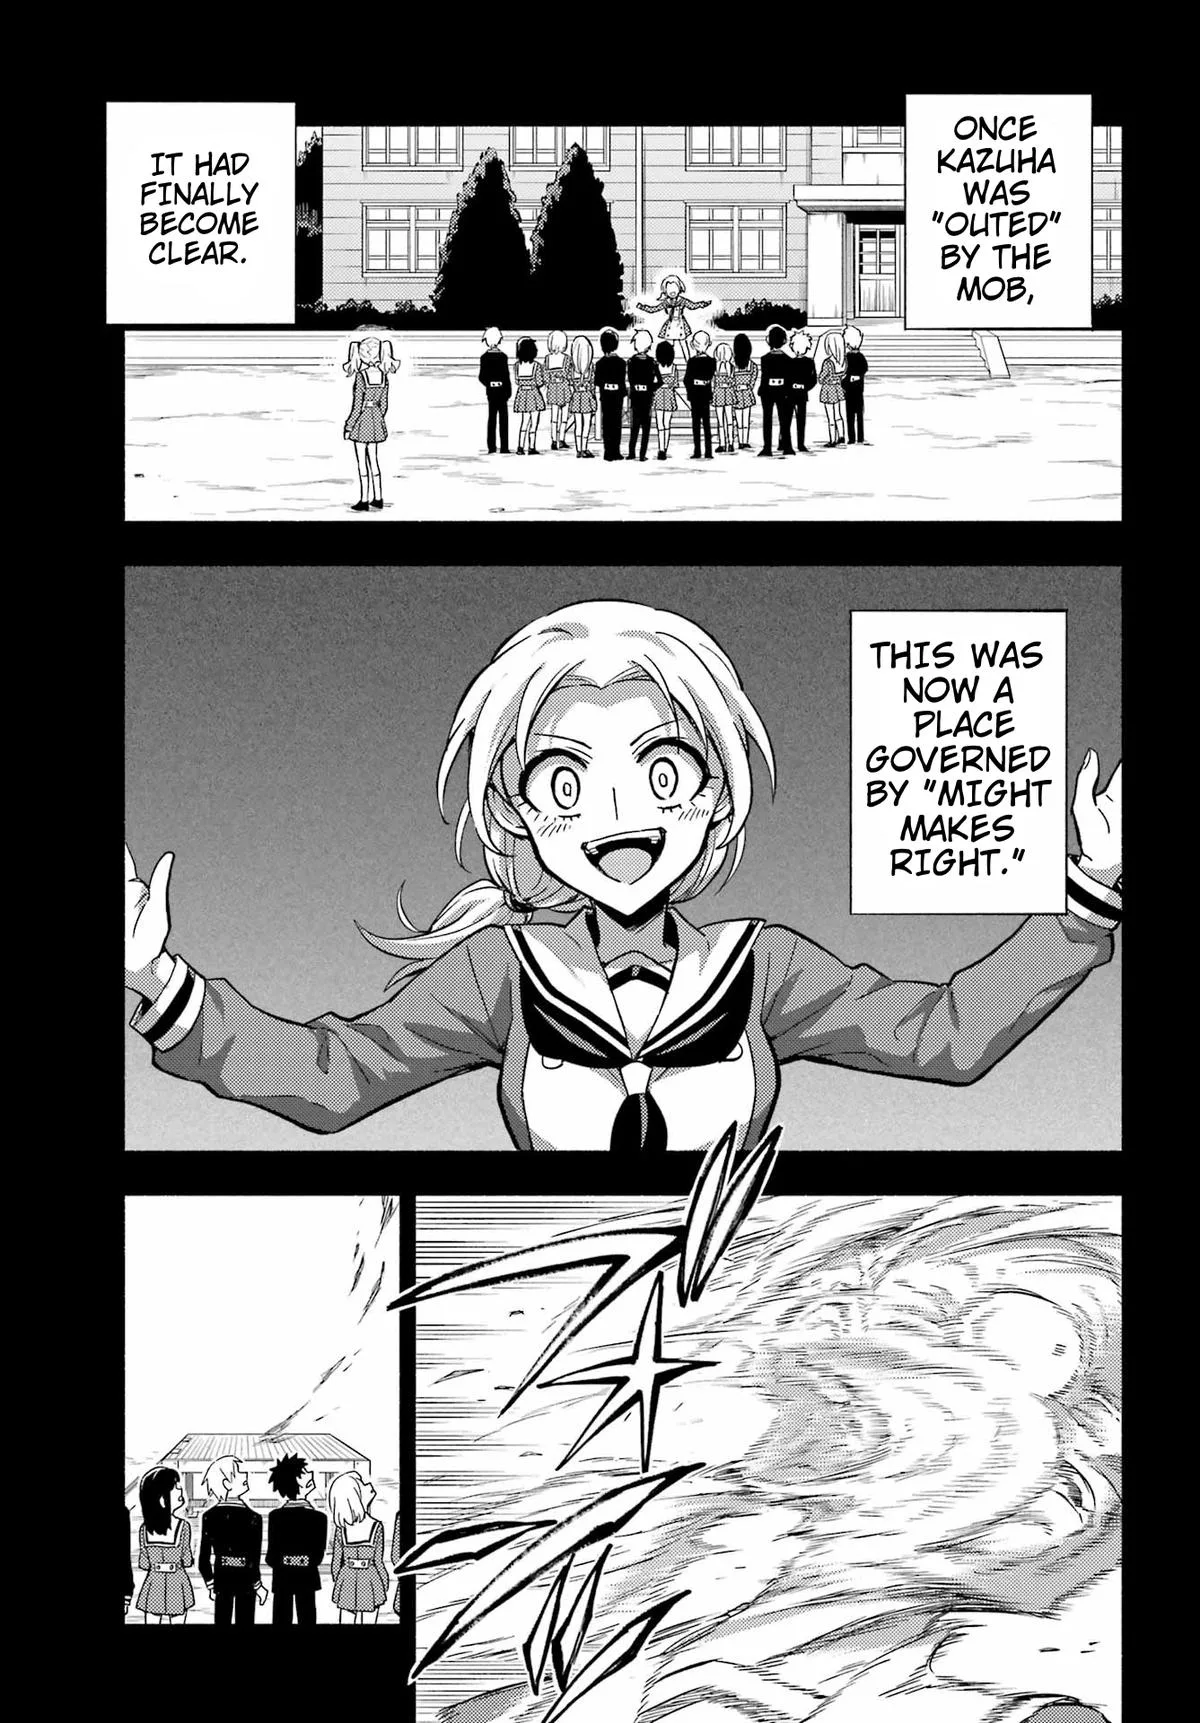 ONCE
KAZUHA
WAS
"OUTED"
BY THE
MOB,
IT HAD
FINALLY
BECOME
CLEAR.
THIS WAS
NOW A
PLACE
GOVERNED
BY "MIGHT
MAKES
RIGHT."